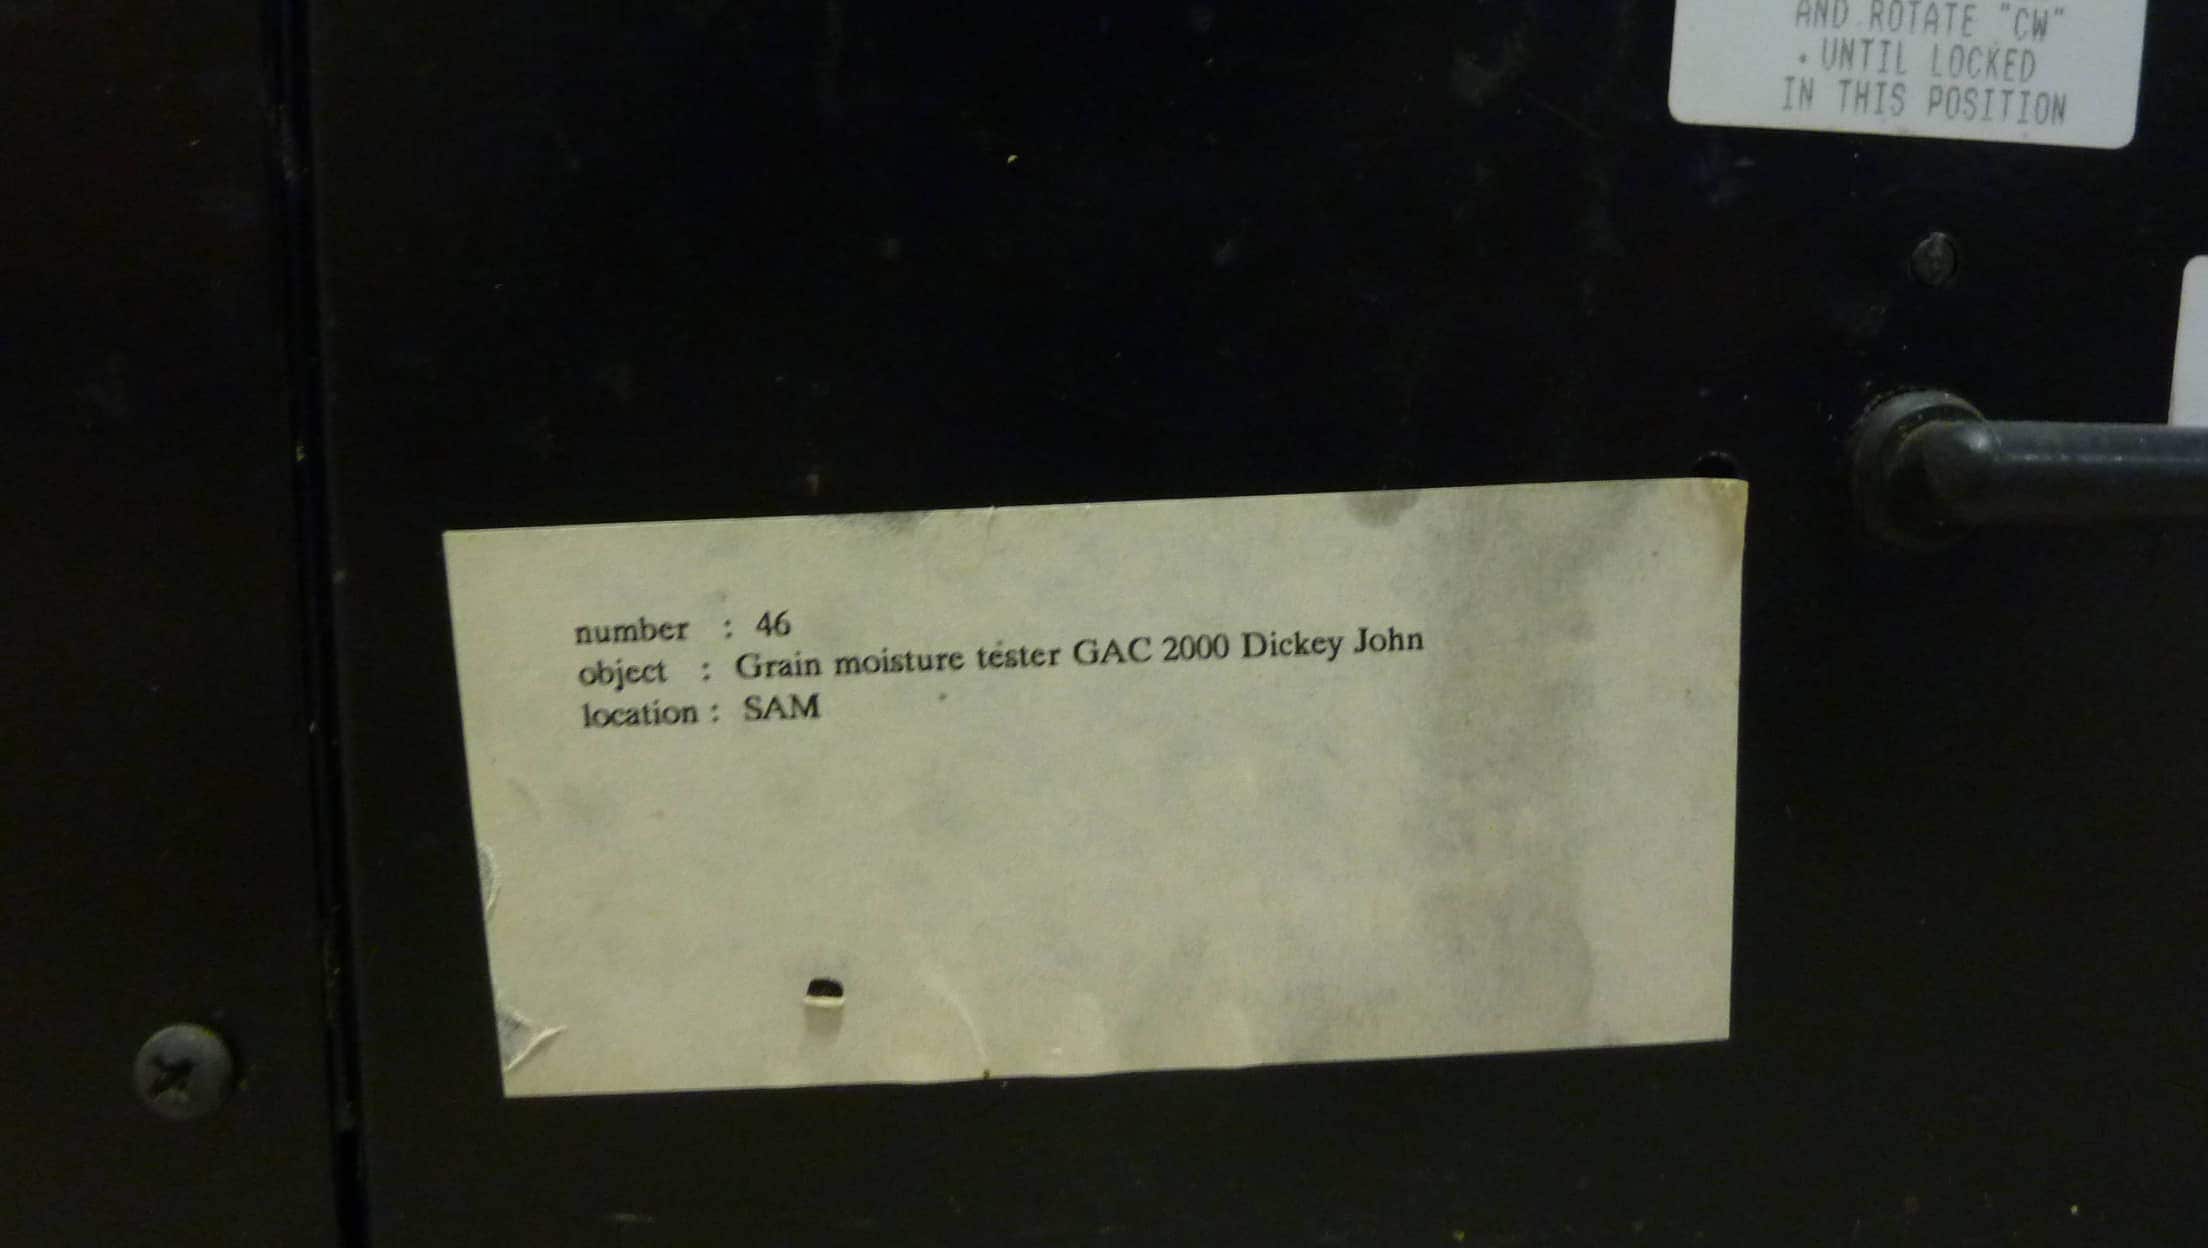 AND ROTATE "CW"
UNTIL LOCKED
IN THIS POSITION
number : 46
object : Grain moisture tester GAC 2000 Dickey John
location : SAM